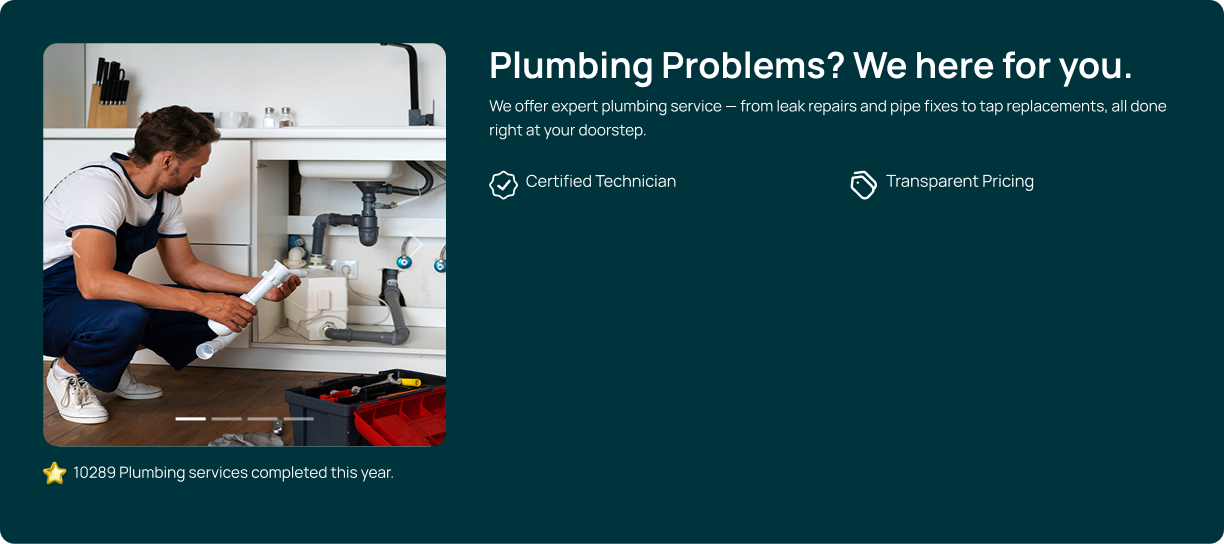 Plumbing Problems? We here for you.
We offer expert plumbing service — from leak repairs and pipe fixes to tap replacements, all done
right at your doorstep.
Certified Technician
Transparent Pricing
10289 Plumbing services completed this year.